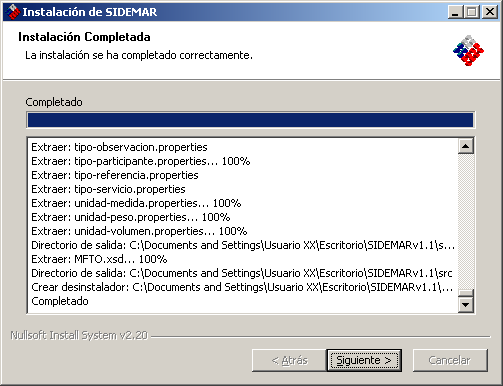 Instalación de SIDEMAR
Instalación Completada
La instalación se ha completado correctamente.
Completado
Extraer: tipo-observacion.properties
Extraer: tipo-participante.properties... 100%
Extraer: tipo-referencia.properties
Extraer: tipo-servicio.properties
Extraer: unidad-medida.properties... 100%
Extraer: unidad-peso.properties... 100%
Extraer: unidad-volumen.properties... 100%
Directorio de salida: C:\Documents and Settings\Usuario XX\Escritorio\SIDEMARv1.1\s...
Extraer: MFTO.xsd... 100%
Directorio de salida: C:\Documents and Settings\Usuario XX\Escritorio\SIDEMARv1.1\src
Crear desinstalador: C:\Documents and Settings\Usuario XX\Escritorio\SIDEMARv1.1\...
Completado
Nullsoft Install System v2.20
< Atrás Siguiente > Cancelar